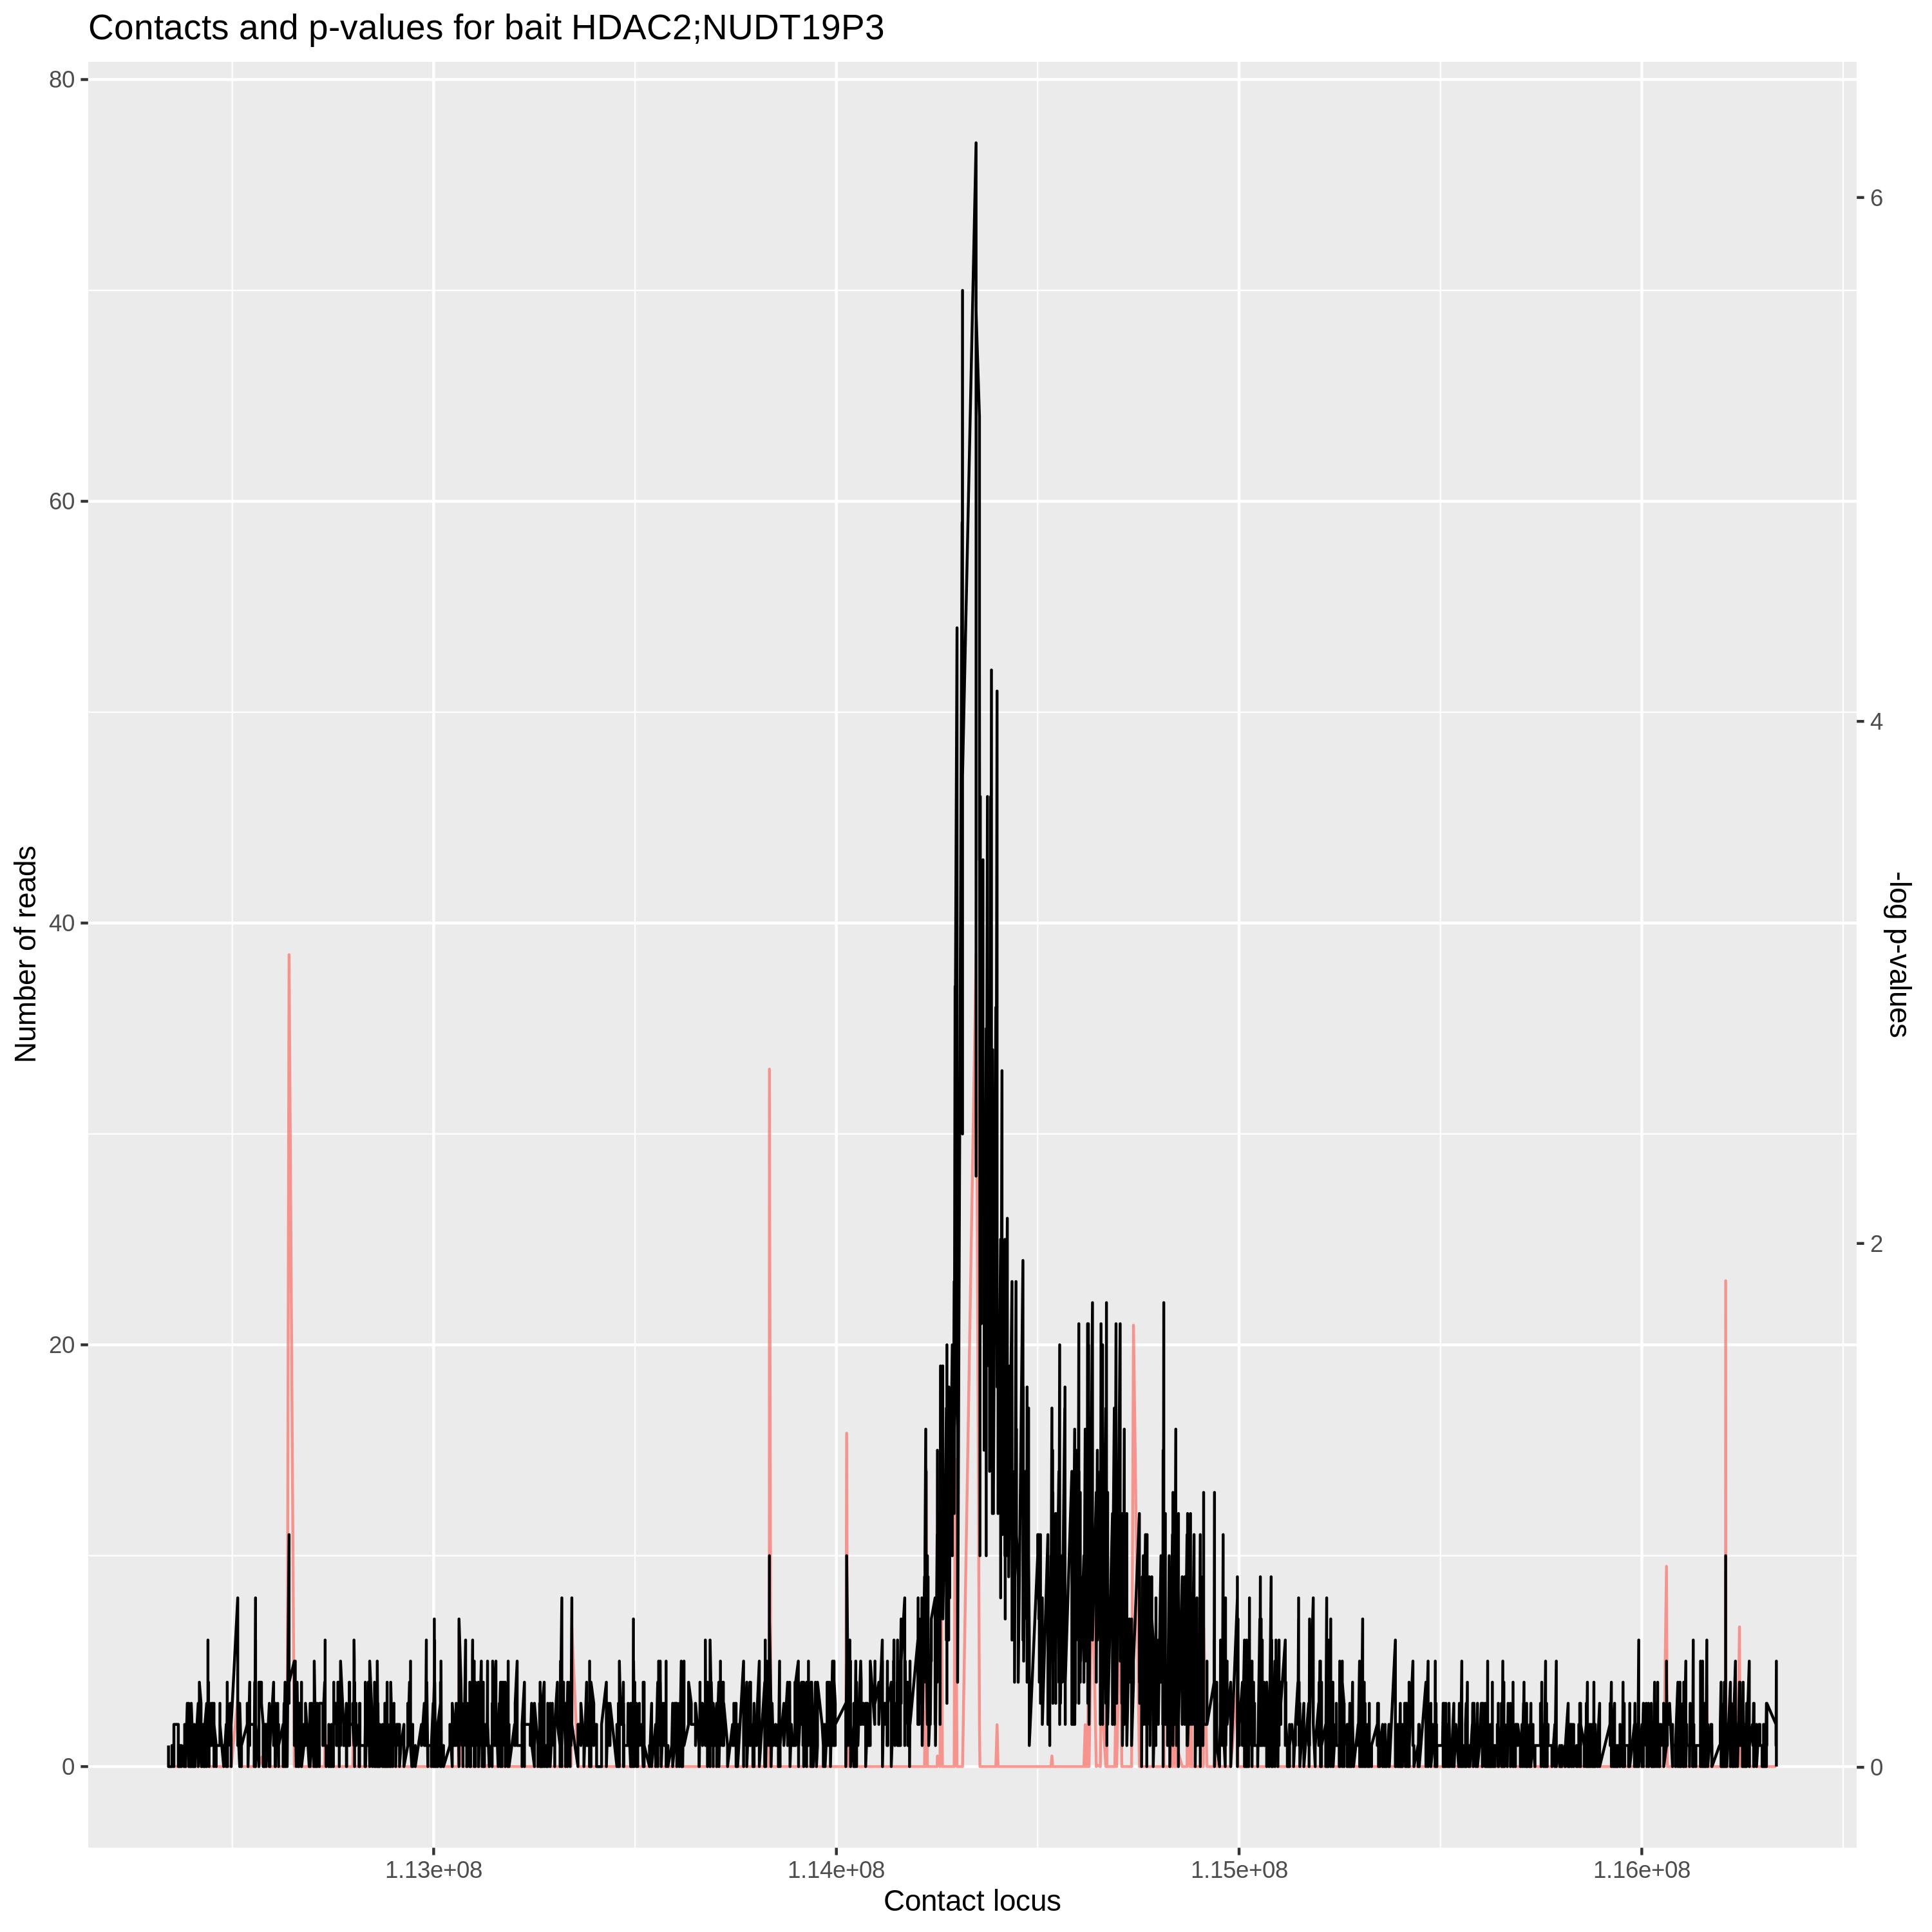 Contacts and p-values for bait HDAC2;NUDT19P3
80
60
40
20
0
Number of reads
6
4
2
0
-log p-values
1.13e+08
1.14e+08
1.15e+08
1.16e+08
Contact locus